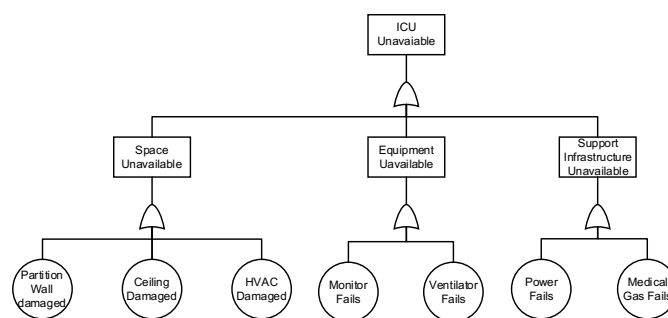 ICU
Unavaiable
Space
Unavailable
Equipment
Uavailable
Support
Infrastructure
Unavailable
Partition
Wall
damaged
Ceiling
Damaged
HVAC
Damaged
Monitor
Fails
Ventilator
Fails
Power
Fails
Medical
Gas Fails